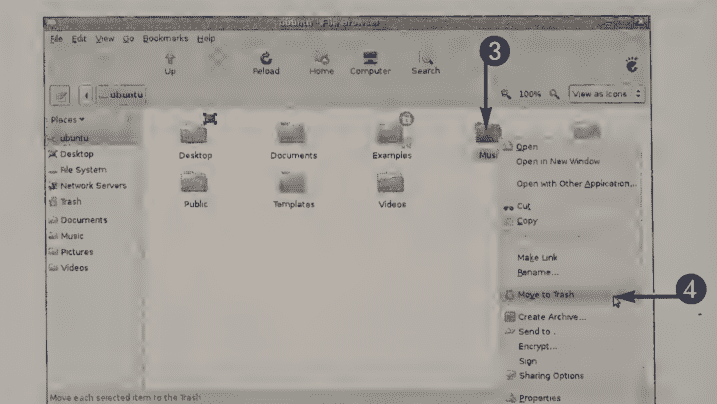 ubuntu - File Browser
File Edit View Go Bookmarks Help
Up Reload Home Computer Search
ubuntu 100% View as Icons
Places
ubuntu
Desktop
File System
Network Servers
Trash
Documents
Music
Pictures
Videos
Desktop Documents Examples
Public Templates Videos
3
Open
Open in New Window
Open with Other Application...
Cut
Copy
Make Link
Rename...
Move to Trash
4
Create Archive...
Send to..
Encrypt...
Sign
Sharing Options
Properties
Move each selected item to the Trash